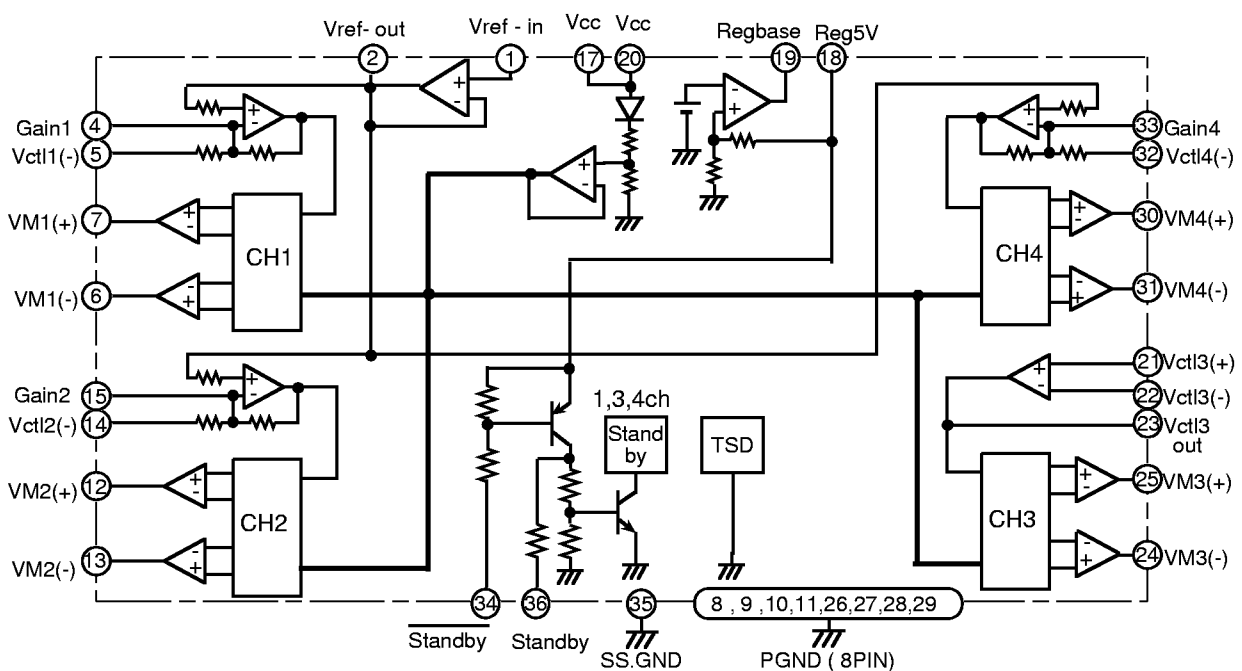 Vref- out
Vref - in
Vcc
Vcc
Regbase
Reg5V
2
1
17
20
19
18
+
-
-
+
Gain1
4
+
-
+
-
33
Gain4
Vctl1(-)
5
32
Vctl4(-)
+
-
VM1(+)
7
+
-
CH1
CH4
+
-
30
VM4(+)
VM1(-)
6
-
+
-
+
31
VM4(-)
Gain2
15
+
-
+
-
21
Vctl3(+)
22
Vctl3(-)
Vctl2(-)
14
1,3,4ch
23
Vctl3
out
Stand
by
TSD
VM2(+)
12
+
-
CH2
CH3
-
+
25
VM3(+)
VM2(-)
13
-
+
+
-
24
VM3(-)
34
36
35
8 , 9 ,10,11,26,27,28,29
Standby
Standby
SS.GND
PGND ( 8PIN)